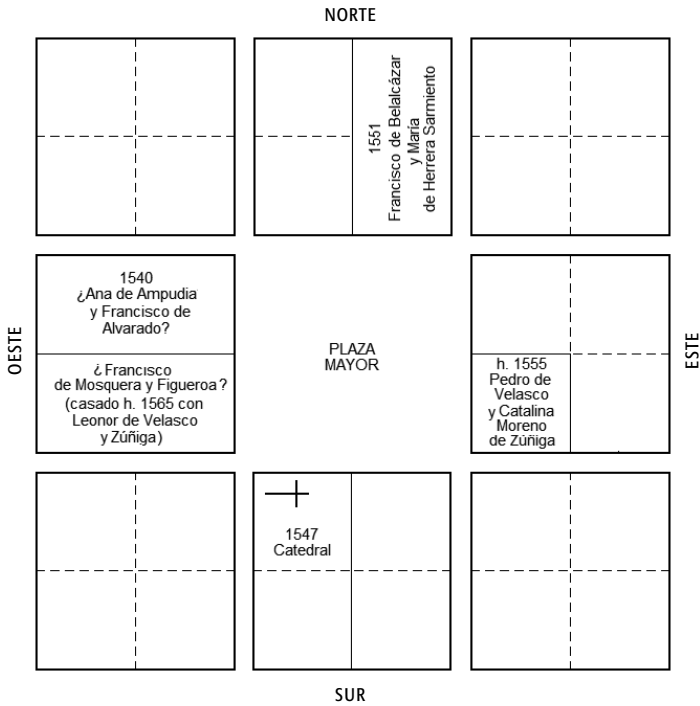 NORTE
1551
Francisco de Belalcázar
y María
de Herrera Sarmiento
OESTE
1540
¿Ana de Ampudia
y Francisco de
Alvarado?
¿Francisco
de Mosquera y Figueroa?
(casado h. 1565 con
Leonor de Velasco
y Zúñiga)
PLAZA
MAYOR
h. 1555
Pedro de
Velasco
y Catalina
Moreno
de Zúñiga
ESTE
1547
Catedral
SUR